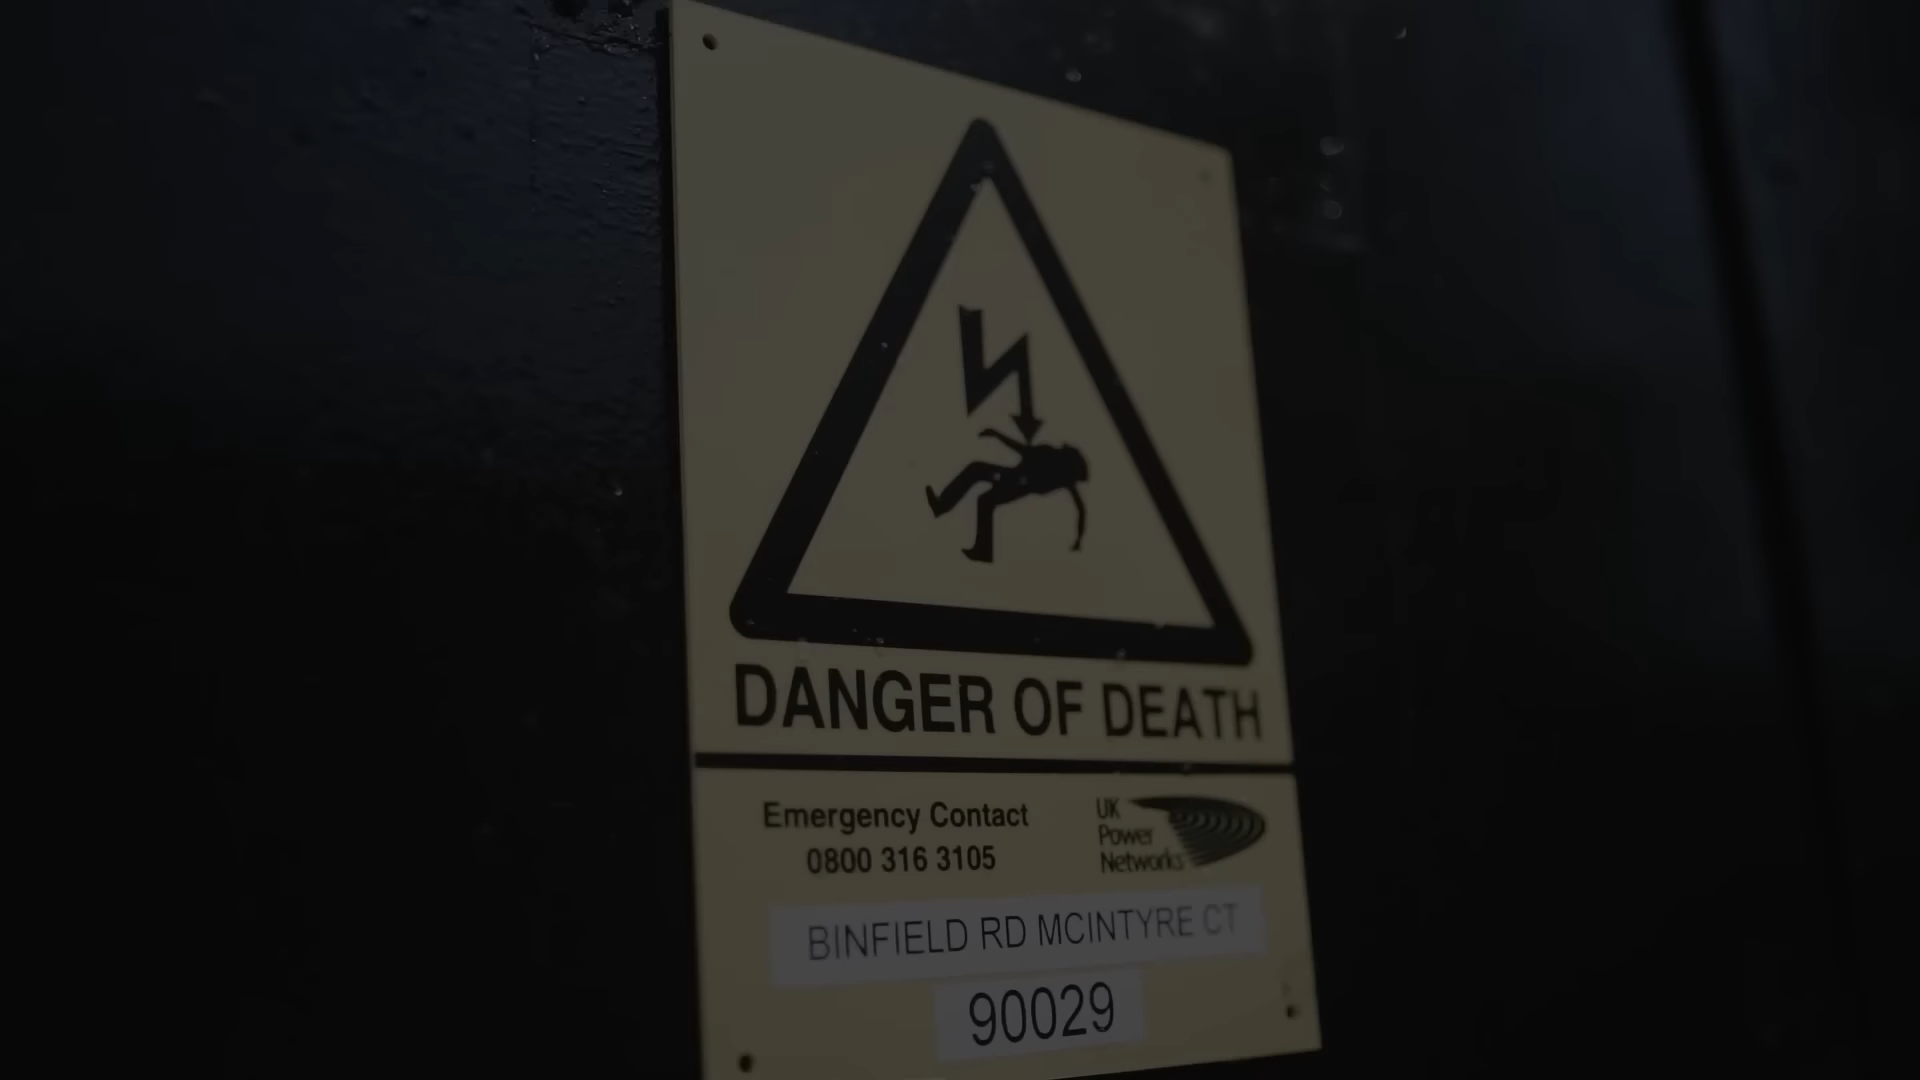 DANGER OF DEATH
Emergency Contact
0800 316 3105
UK
Power
Networks
BINFIELD RD MCINTYRE CT
90029